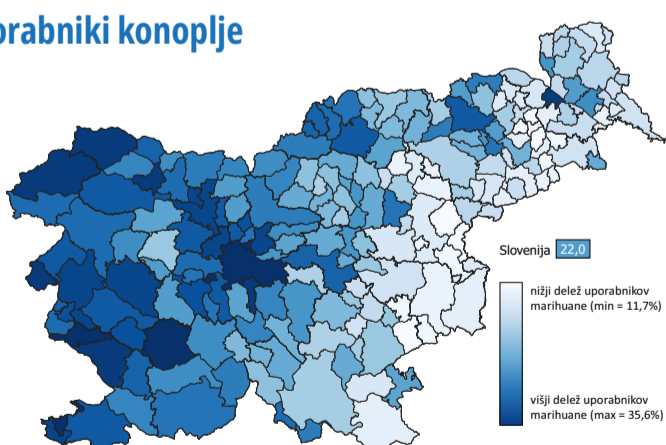 orabniki konoplje
Slovenija 22,0
nižji delež uporabnikov
marihuane (min = 11,7%)
višji delež uporabnikov
marihuane (max = 35,6%)